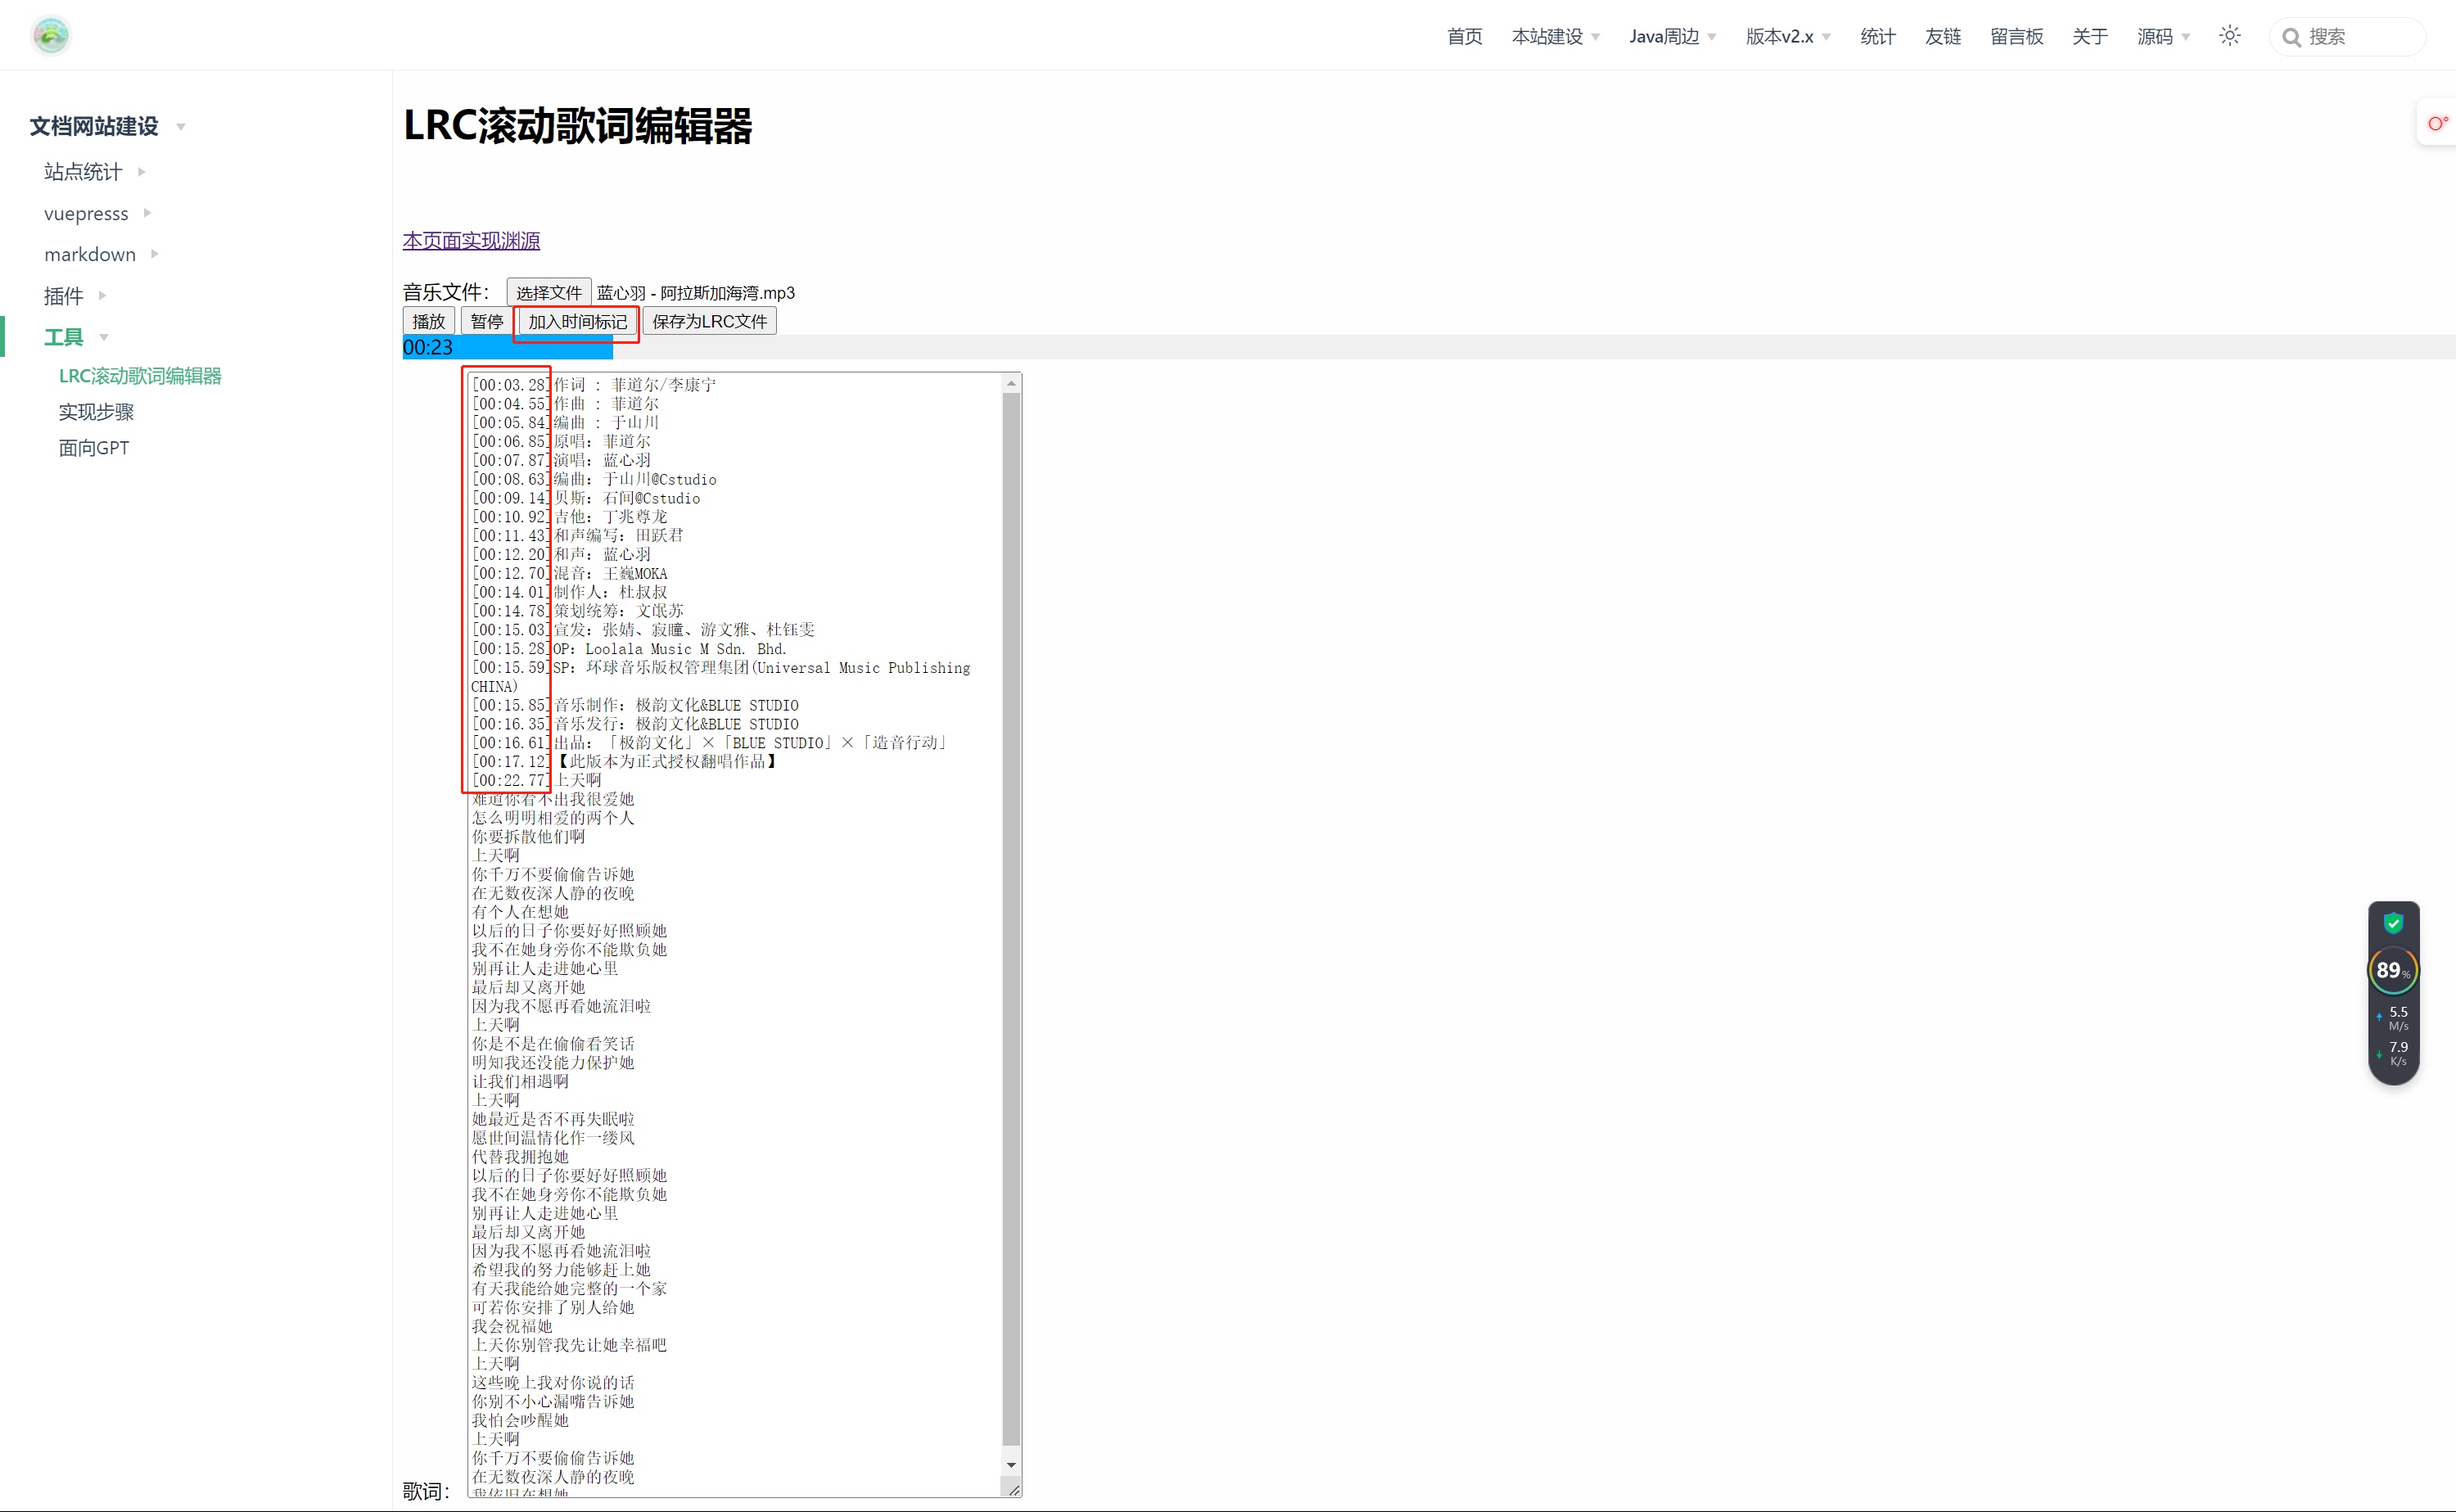 首页 本站建设 Java周边 版本v2.x 统计 友链 留言板 关于 源码 搜索
文档网站建设
站点统计
vuepresss
markdown
插件
工具
LRC滚动歌词编辑器
实现步骤
面向GPT
LRC滚动歌词编辑器
本页面实现渊源
音乐文件： 选择文件 蓝心羽 - 阿拉斯加海湾.mp3
播放 暂停 加入时间标记 保存为LRC文件
00:23
[00:03.28]作词 : 菲道尔/李康宁
[00:04.55]作曲 : 菲道尔
[00:05.84]编曲 : 于山川
[00:06.85]原唱：菲道尔
[00:07.87]演唱：蓝心羽
[00:08.63]编曲：于山川@Cstudio
[00:09.14]贝斯：石间@Cstudio
[00:10.92]吉他：丁兆尊龙
[00:11.43]和声编写：田跃君
[00:12.20]和声：蓝心羽
[00:12.70]混音：王巍MOKA
[00:14.01]制作人：杜叔叔
[00:14.78]策划统筹：文氓苏
[00:15.03]宣发：张婧、寂瞳、游文雅、杜钰雯
[00:15.28]OP：Loolala Music M Sdn. Bhd.
[00:15.59]SP：环球音乐版权管理集团(Universal Music Publishing
CHINA)
[00:15.85]音乐制作：极韵文化&BLUE STUDIO
[00:16.35]音乐发行：极韵文化&BLUE STUDIO
[00:16.61]出品：「极韵文化」×「BLUE STUDIO」×「造音行动」
[00:17.12]【此版本为正式授权翻唱作品】
[00:22.77]上天啊
难道你看不出我很爱她
怎么明明相爱的两个人
你要拆散他们啊
上天啊
你千万不要偷偷告诉她
在无数夜深人静的夜晚
有个人在想她
以后的日子你要好好照顾她
我不在她身旁你不能欺负她
别再让人走进她心里
最后却又离开她
因为我不愿再看她流泪啦
上天啊
你是不是在偷偷看笑话
明知我还没能力保护她
让我们相遇啊
上天啊
她最近是否不再失眠啦
愿世间温情化作一缕风
代替我拥抱她
以后的日子你要好好照顾她
我不在她身旁你不能欺负她
别再让人走进她心里
最后却又离开她
因为我不愿再看她流泪啦
希望我的努力能够赶上她
有天我能给她完整的一个家
可若你安排了别人给她
我会祝福她
上天你别管我先让她幸福吧
上天啊
这些晚上我对你说的话
你别不小心漏嘴告诉她
我怕会吵醒她
上天啊
你千万不要偷偷告诉她
在无数夜深人静的夜晚
我依旧在想她
歌词：
89%
5.5
M/s
7.9
K/s